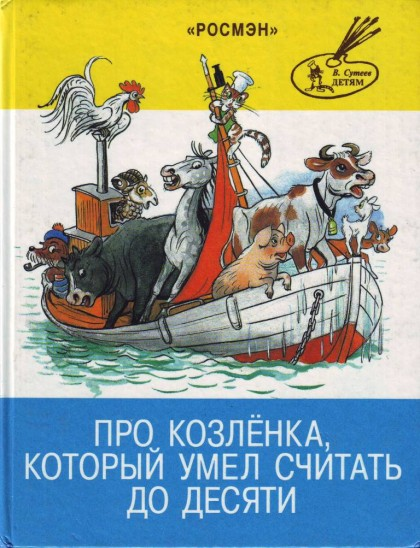 «РОСМЭН»
В. Сутеев
ДЕТЯМ
ПРО КОЗЛЁНКА,
КОТОРЫЙ УМЕЛ СЧИТАТЬ
ДО ДЕСЯТИ